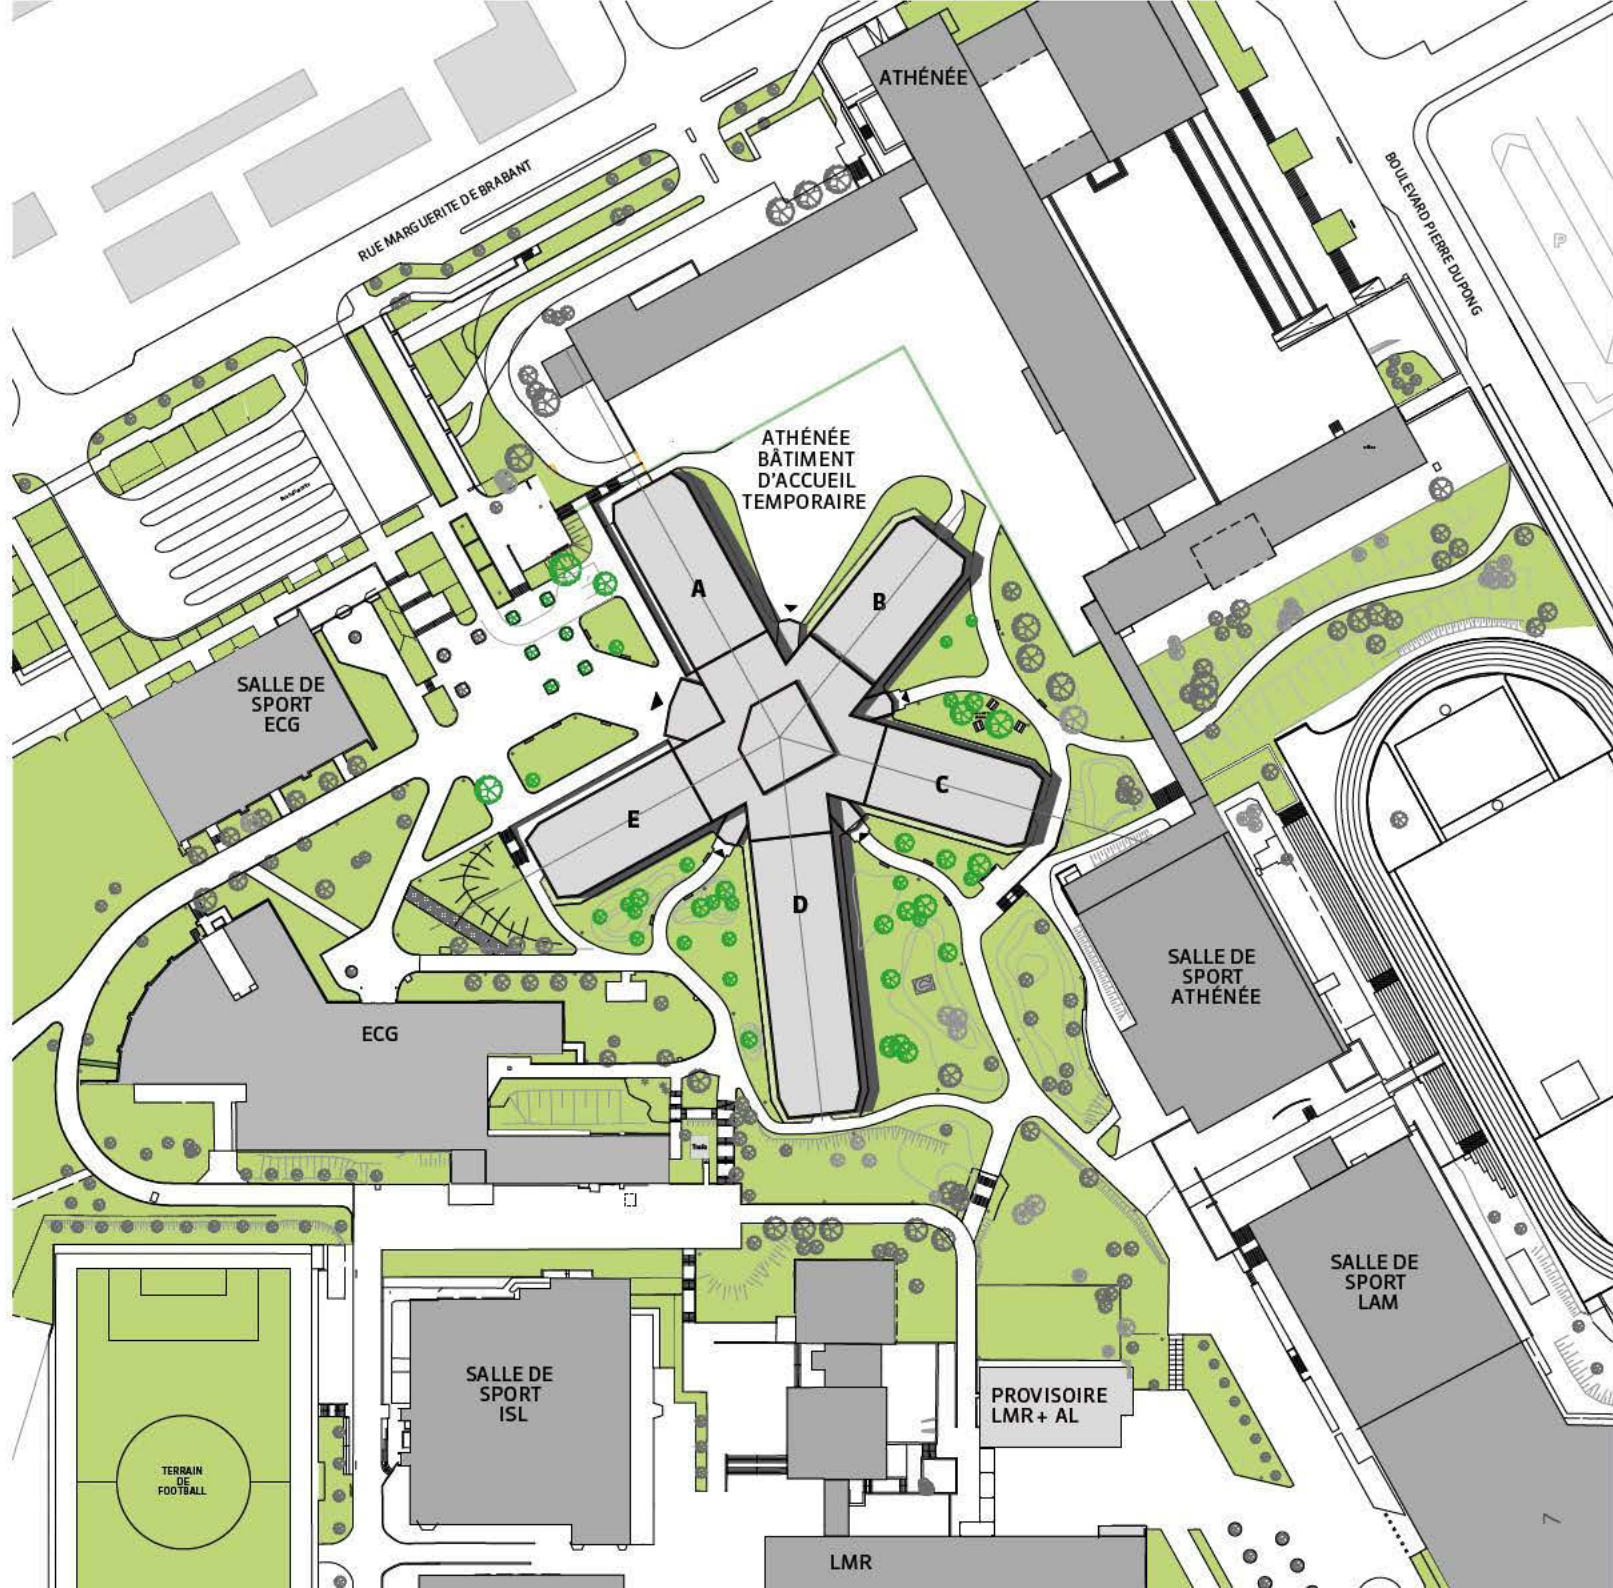 ATHÉNÉE
RUE MARGUERITE DE BRABANT
BOULEVARD PIERRE DUPONG
P
ATHÉNÉE
BÂTIMENT
D'ACCUEIL
TEMPORAIRE
A
B
C
D
E
SALLE DE
SPORT
ECG
ECG
SALLE DE
SPORT
ATHÉNÉE
SALLE DE
SPORT
LAM
SALLE DE
SPORT
ISL
PROVISOIRE
LMR + AL
TERRAIN
DE
FOOTBALL
LMR